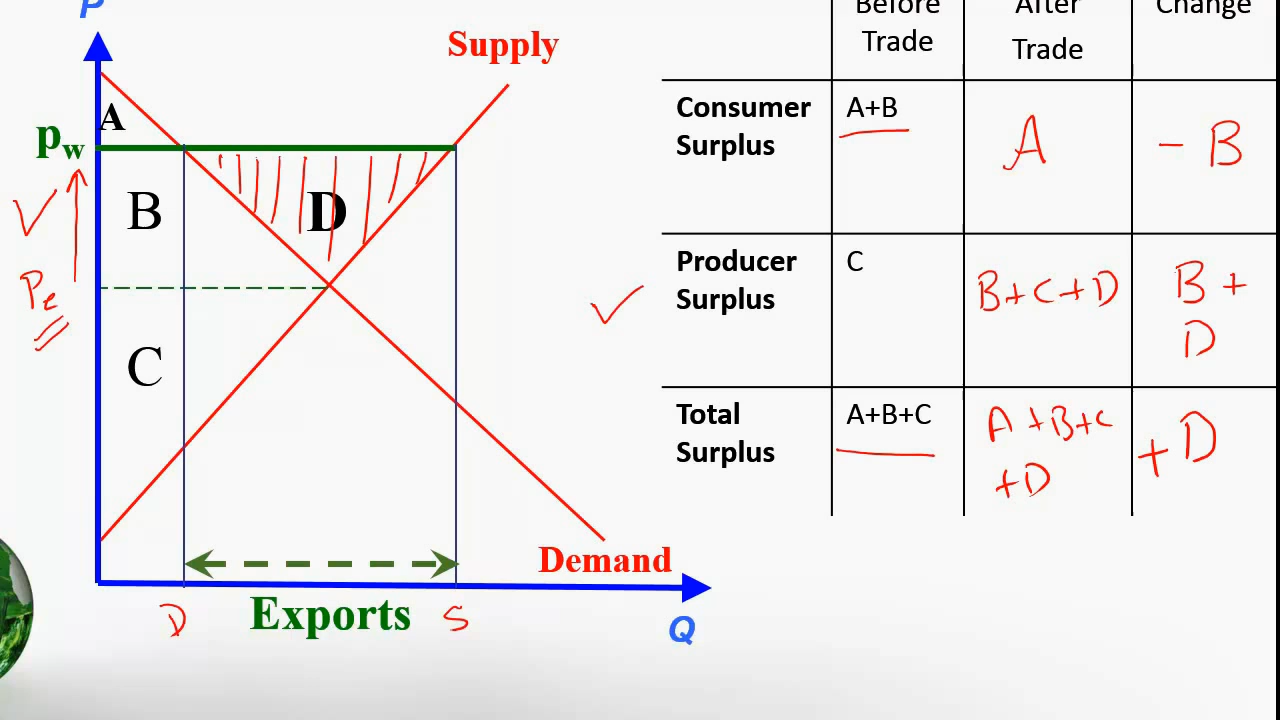 P
Supply
A
Pw
B
D
Pe
C
Demand
Exports
D
S
Q
Before After Change
Trade Trade
Consumer A+B A - B
Surplus
Producer C B+C+D B +
Surplus D
Total A+B+C A+B+C +D
Surplus +D